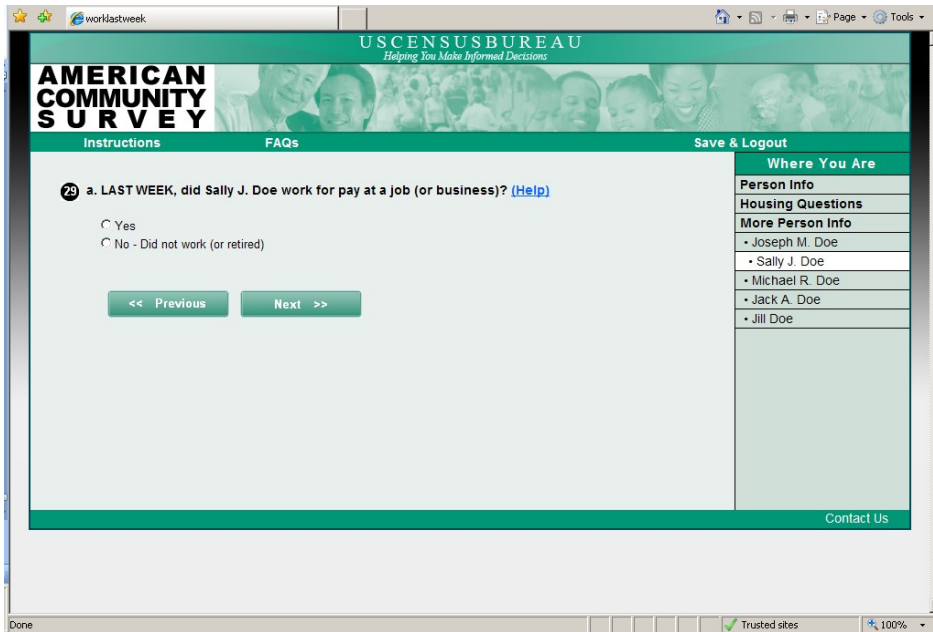 worklastweek
Page
Tools
USCENSUSBUREAU
Helping You Make Informed Decisions
AMERICAN
COMMUNITY
SURVEY
Instructions FAQs Save & Logout
29 a. LAST WEEK, did Sally J. Doe work for pay at a job (or business)? (Help)
Yes
No - Did not work (or retired)
<< Previous Next >>
Where You Are
Person Info
Housing Questions
More Person Info
• Joseph M. Doe
• Sally J. Doe
• Michael R. Doe
• Jack A. Doe
• Jill Doe
Contact Us
Done Trusted sites 100%